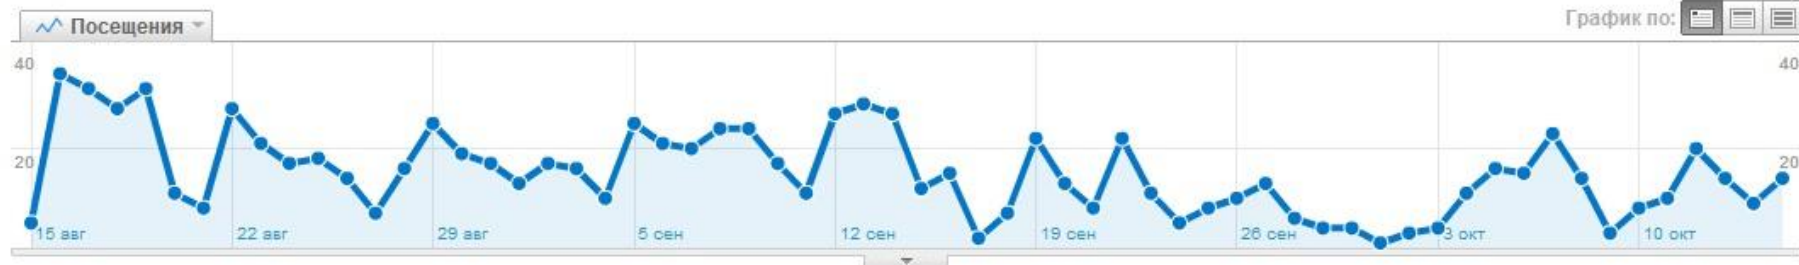 Посещения
График по:
40 40
20 20
15 авг 22 авг 29 авг 5 сен 12 сен 19 сен 26 сен 3 окт 10 окт